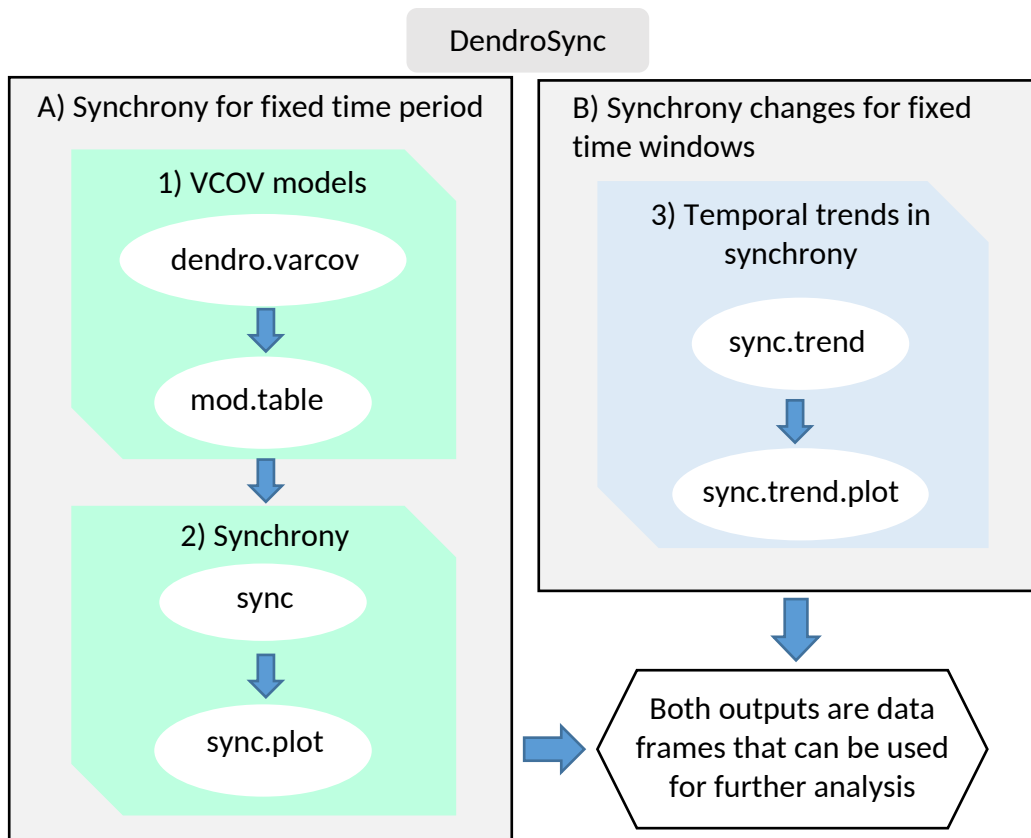 DendroSync
A) Synchrony for fixed time period
1) VCOV models
dendro.varcov
mod.table
2) Synchrony
sync
sync.plot
B) Synchrony changes for fixed
time windows
3) Temporal trends in
synchrony
sync.trend
sync.trend.plot
Both outputs are data
frames that can be used
for further analysis